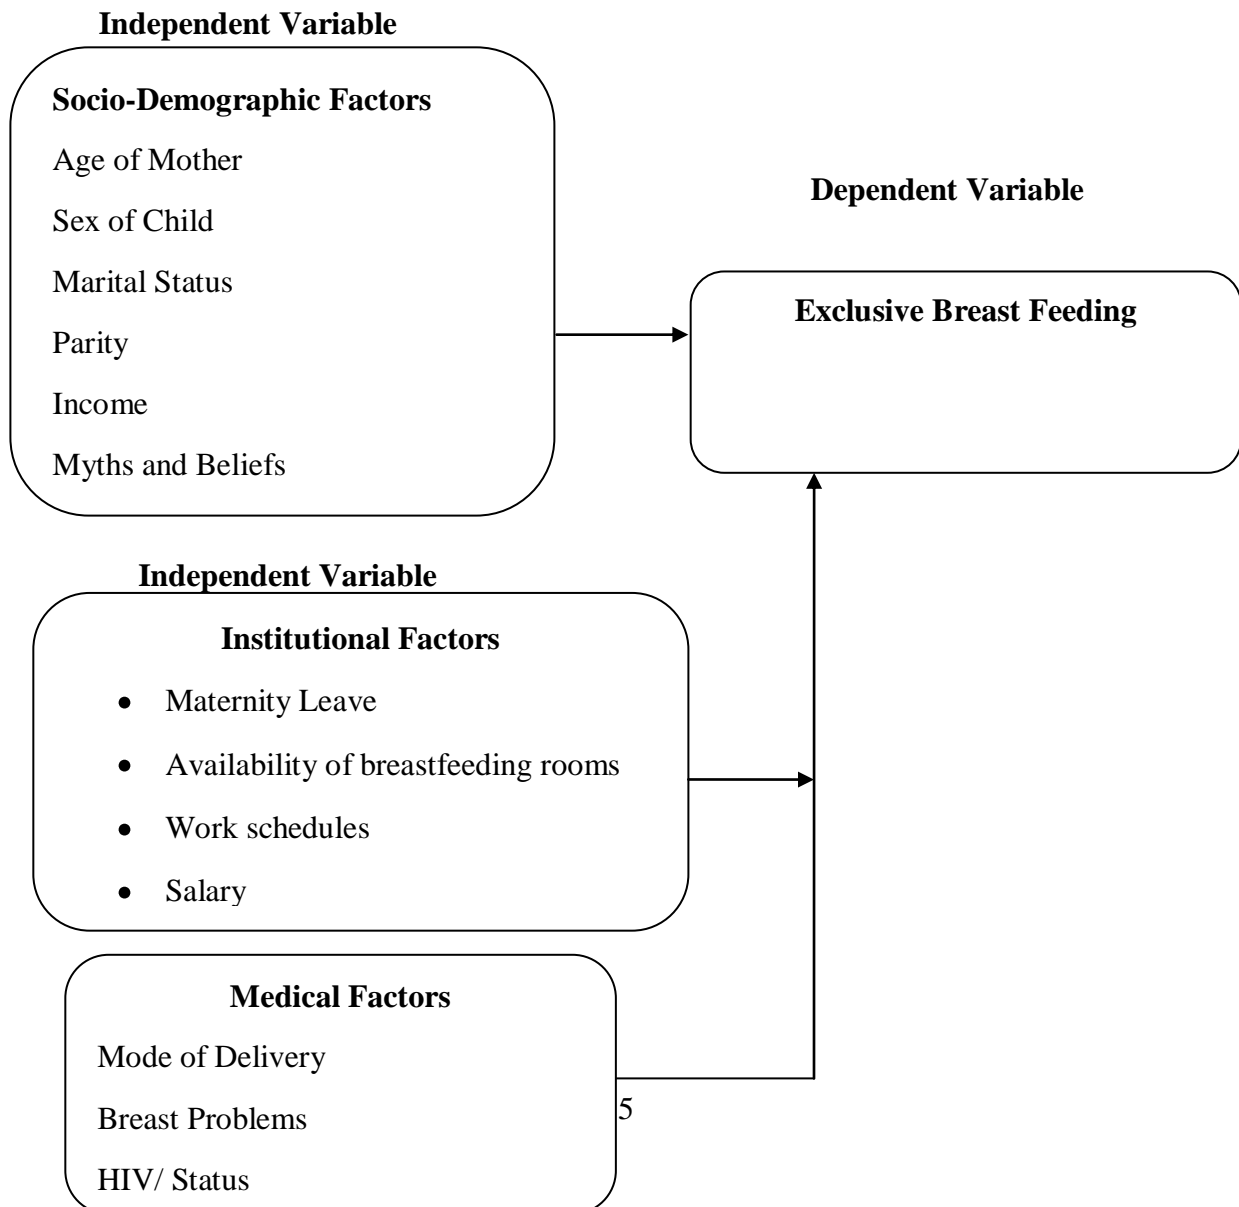 Independent Variable
Socio-Demographic Factors
Age of Mother
Sex of Child
Marital Status
Parity
Income
Myths and Beliefs
Dependent Variable
Exclusive Breast Feeding
Independent Variable
Institutional Factors
• Maternity Leave
• Availability of breastfeeding rooms
• Work schedules
• Salary
Medical Factors
Mode of Delivery
Breast Problems
HIV/ Status
5